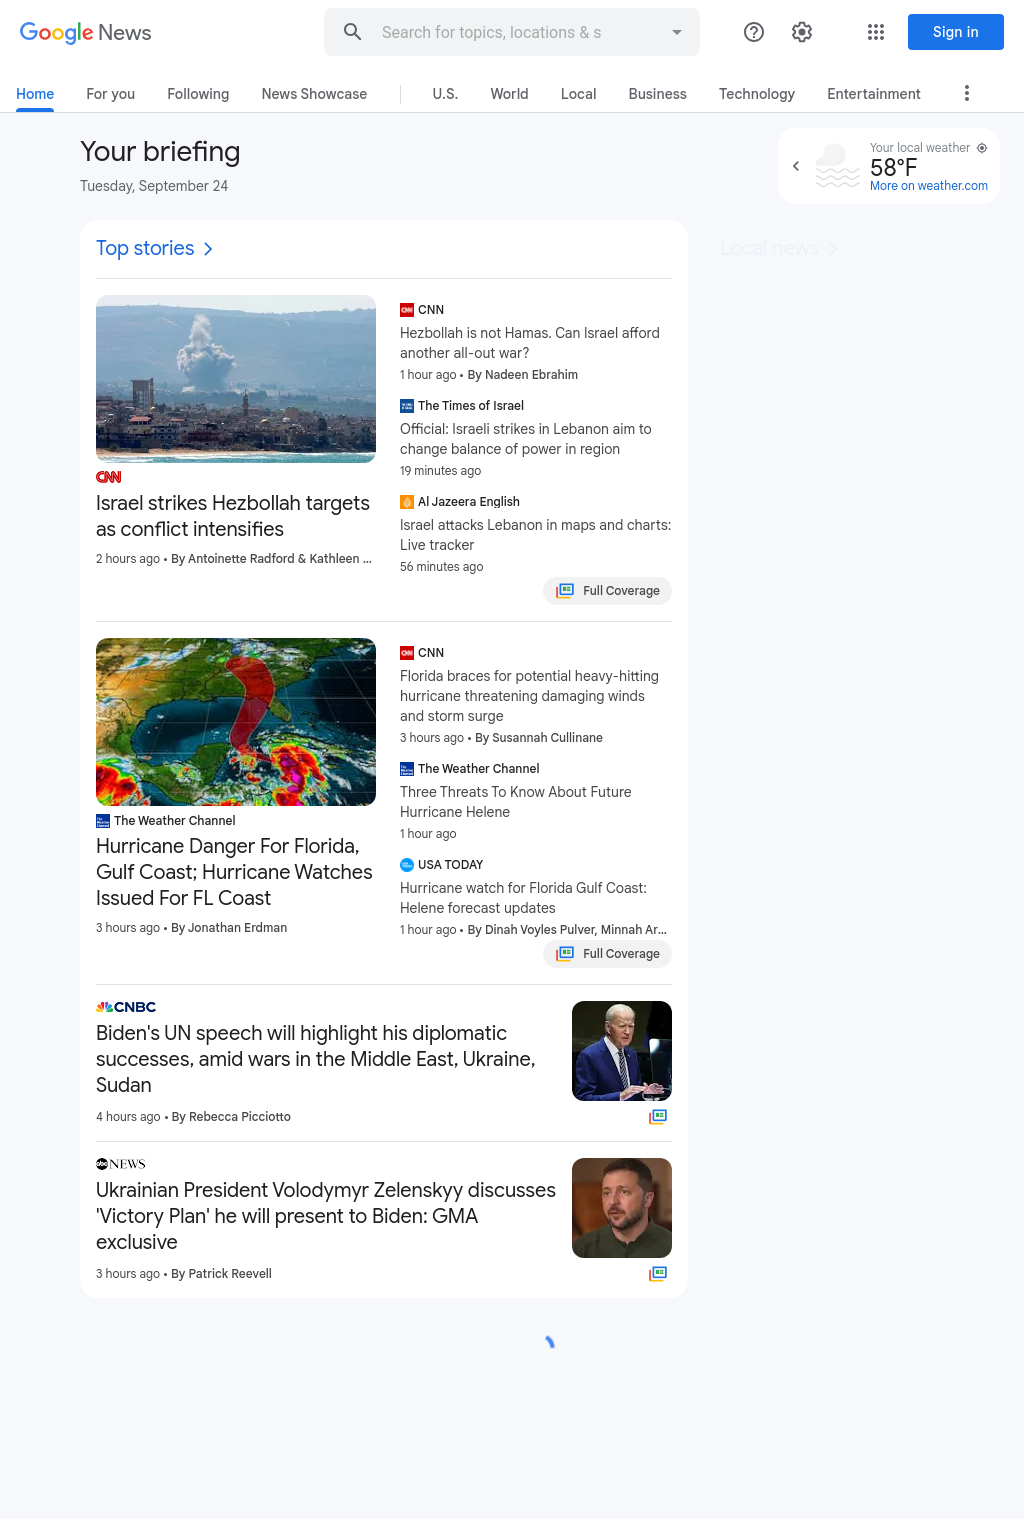 Google News
Search for topics, locations & s
Sign in
Home
For you
Following
News Showcase
U.S.
World
Local
Business
Technology
Entertainment
Your briefing
Tuesday, September 24
Your local weather
58°F
More on weather.com
Top stories
Local news
CNN
Israel strikes Hezbollah targets
as conflict intensifies
2 hours ago • By Antoinette Radford & Kathleen ...
CNN
Hezbollah is not Hamas. Can Israel afford
another all-out war?
1 hour ago • By Nadeen Ebrahim
The Times of Israel
Official: Israeli strikes in Lebanon aim to
change balance of power in region
19 minutes ago
Al Jazeera English
Israel attacks Lebanon in maps and charts:
Live tracker
56 minutes ago
Full Coverage
The Weather Channel
Hurricane Danger For Florida,
Gulf Coast; Hurricane Watches
Issued For FL Coast
3 hours ago • By Jonathan Erdman
CNN
Florida braces for potential heavy-hitting
hurricane threatening damaging winds
and storm surge
3 hours ago • By Susannah Cullinane
The Weather Channel
Three Threats To Know About Future
Hurricane Helene
1 hour ago
USA TODAY
Hurricane watch for Florida Gulf Coast:
Helene forecast updates
1 hour ago • By Dinah Voyles Pulver, Minnah Ar...
Full Coverage
CNBC
Biden's UN speech will highlight his diplomatic
successes, amid wars in the Middle East, Ukraine,
Sudan
4 hours ago • By Rebecca Picciotto
abc NEWS
Ukrainian President Volodymyr Zelenskyy discusses
'Victory Plan' he will present to Biden: GMA
exclusive
3 hours ago • By Patrick Reevell